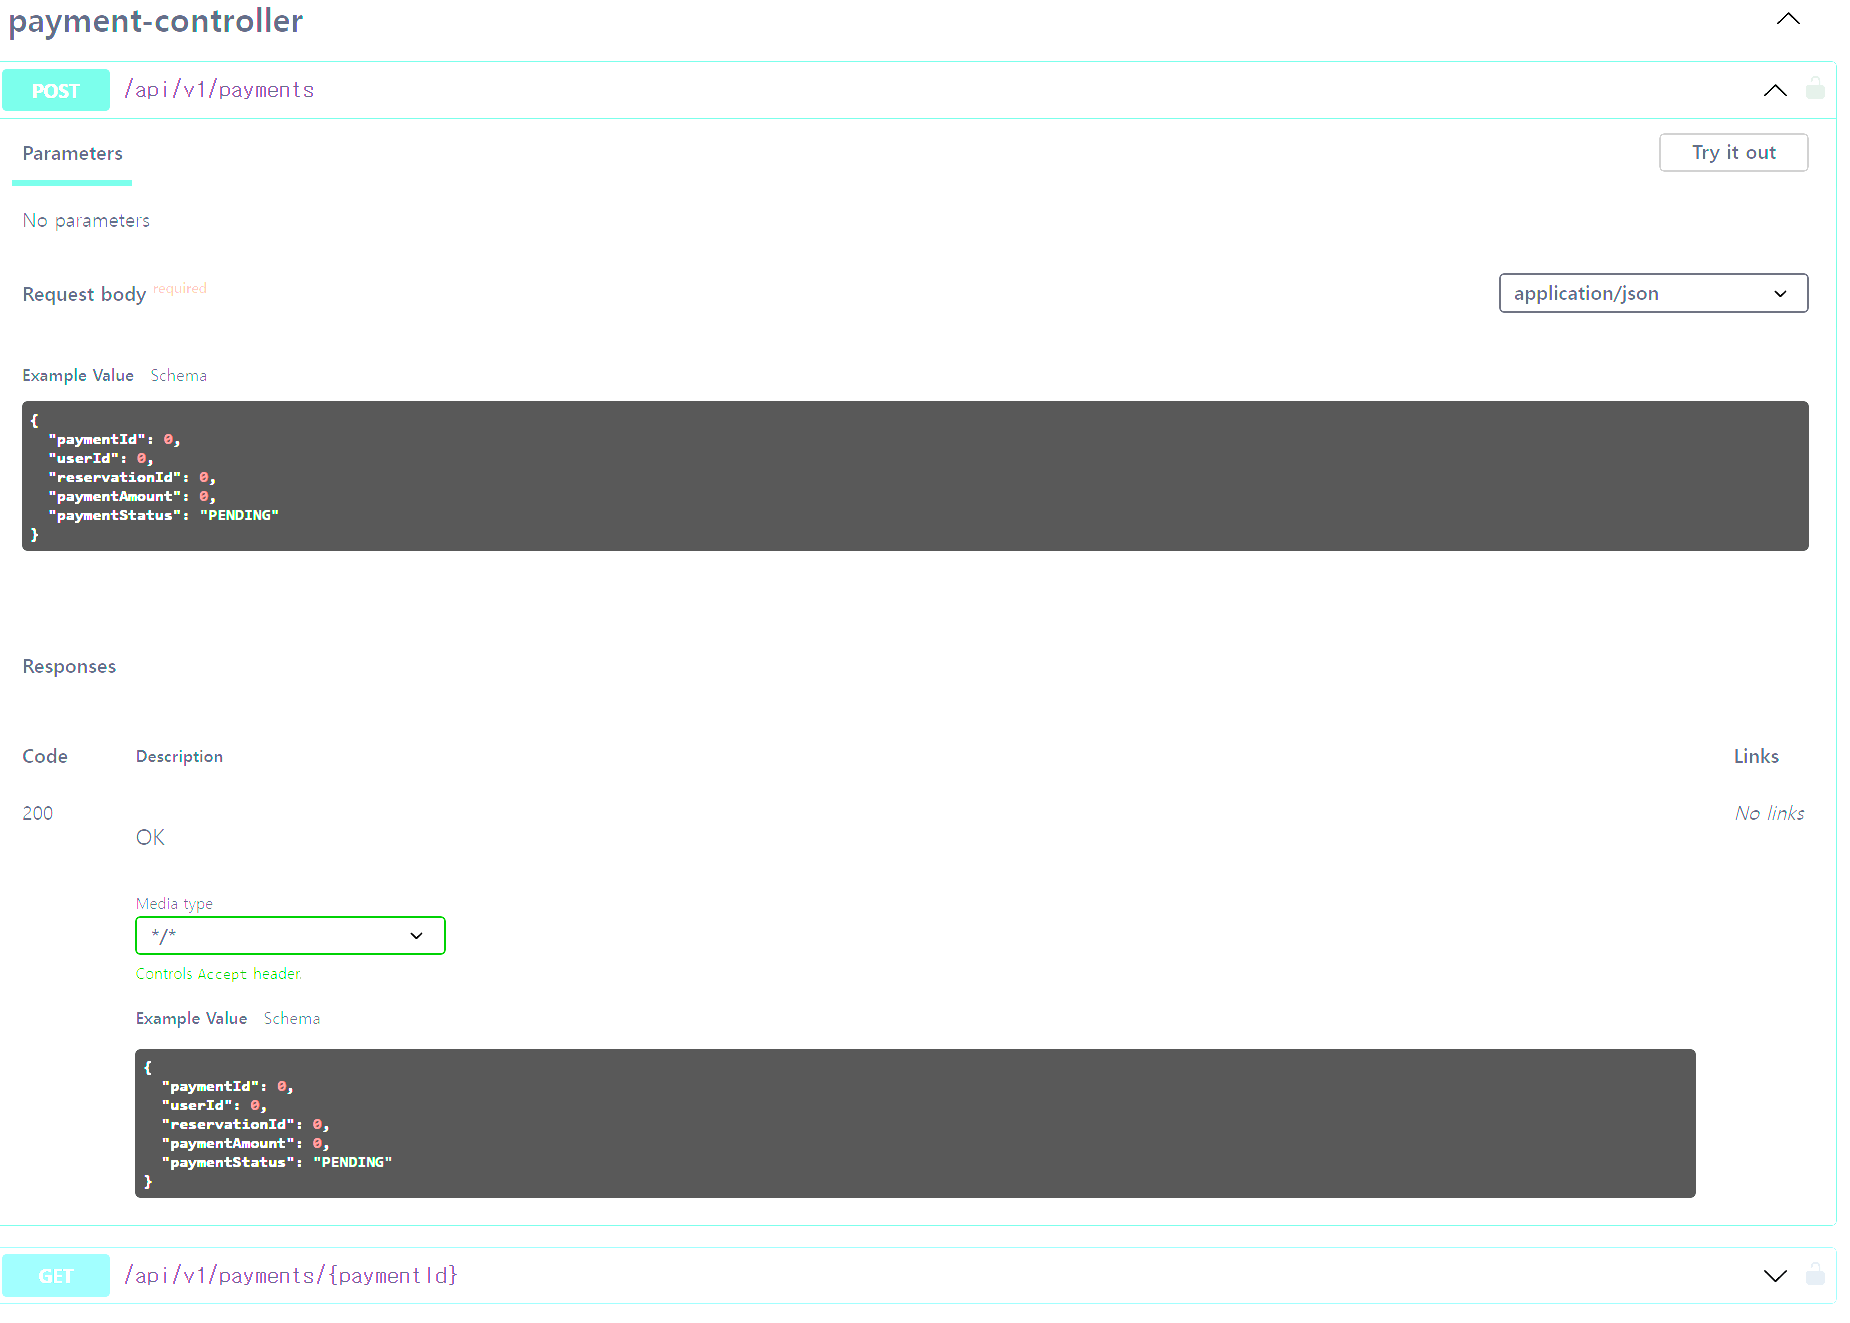 payment-controller
POST /api/v1/payments
Parameters
Try it out
No parameters
Request body required
application/json
Example Value Schema
{
  "paymentId": 0,
  "userId": 0,
  "reservationId": 0,
  "paymentAmount": 0,
  "paymentStatus": "PENDING"
}
Responses
Code Description Links
200 No links
OK
Media type
*/*
Controls Accept header.
Example Value Schema
{
  "paymentId": 0,
  "userId": 0,
  "reservationId": 0,
  "paymentAmount": 0,
  "paymentStatus": "PENDING"
}
GET /api/v1/payments/{paymentId}